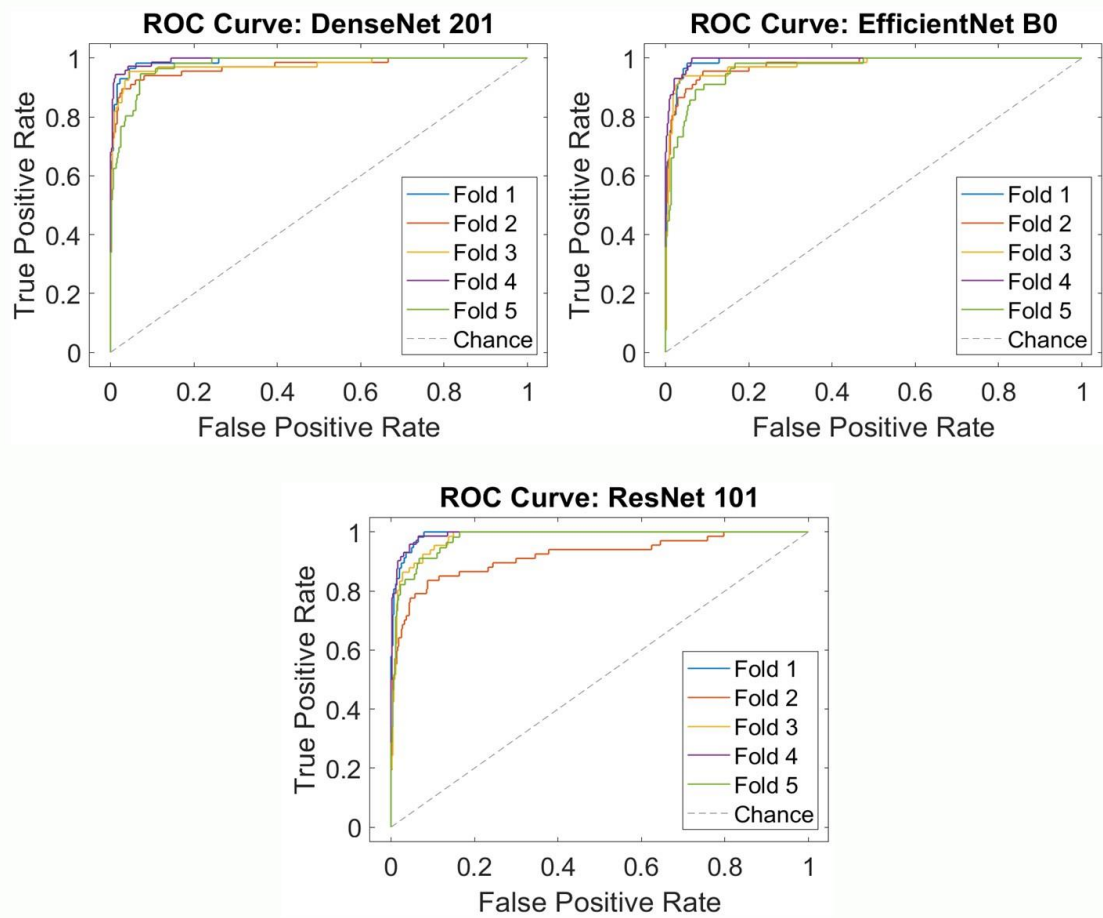 ROC Curve: DenseNet 201
True Positive Rate
1
0.8
0.6
0.4
0.2
0
0 0.2 0.4 0.6 0.8 1
False Positive Rate
Fold 1
Fold 2
Fold 3
Fold 4
Fold 5
Chance
ROC Curve: EfficientNet B0
True Positive Rate
1
0.8
0.6
0.4
0.2
0
0 0.2 0.4 0.6 0.8 1
False Positive Rate
Fold 1
Fold 2
Fold 3
Fold 4
Fold 5
Chance
ROC Curve: ResNet 101
True Positive Rate
1
0.8
0.6
0.4
0.2
0
0 0.2 0.4 0.6 0.8 1
False Positive Rate
Fold 1
Fold 2
Fold 3
Fold 4
Fold 5
Chance